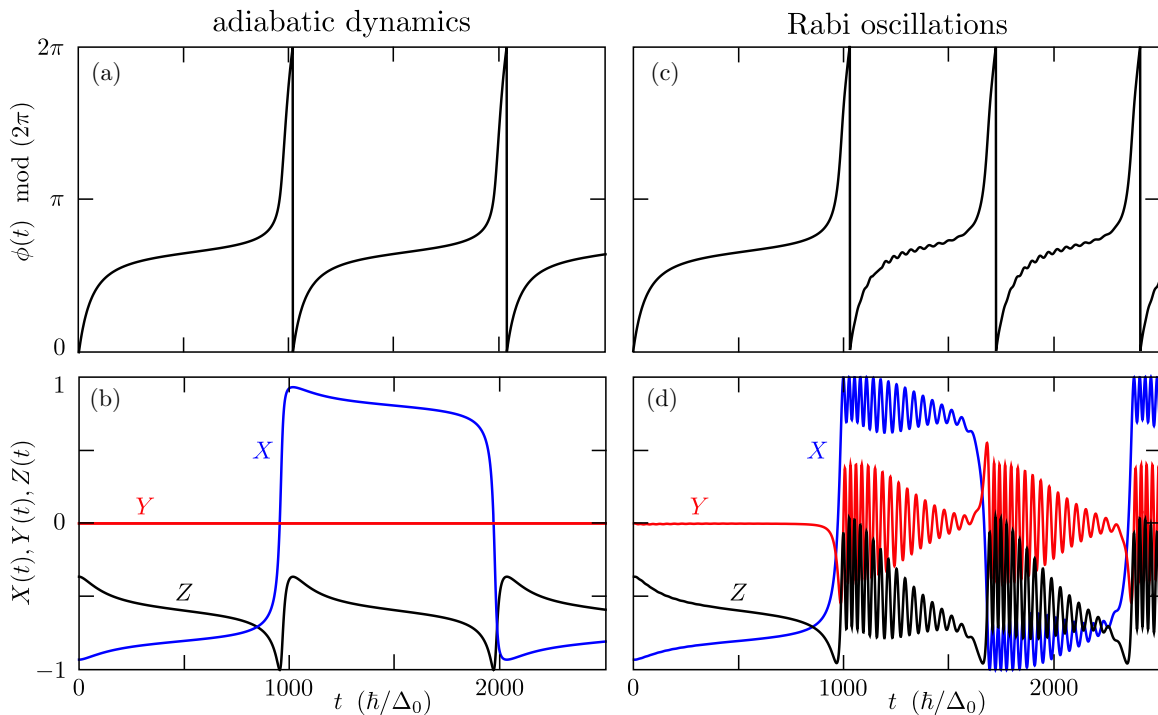 adiabatic dynamics
Rabi oscillations
(a)
(c)
2π
π
0
ϕ(t) mod (2π)
(b)
(d)
X
Y
Z
X
Y
Z
1
0
−1
X(t), Y(t), Z(t)
0
1000
2000
0
1000
2000
t (ℏ/Δ₀)
t (ℏ/Δ₀)